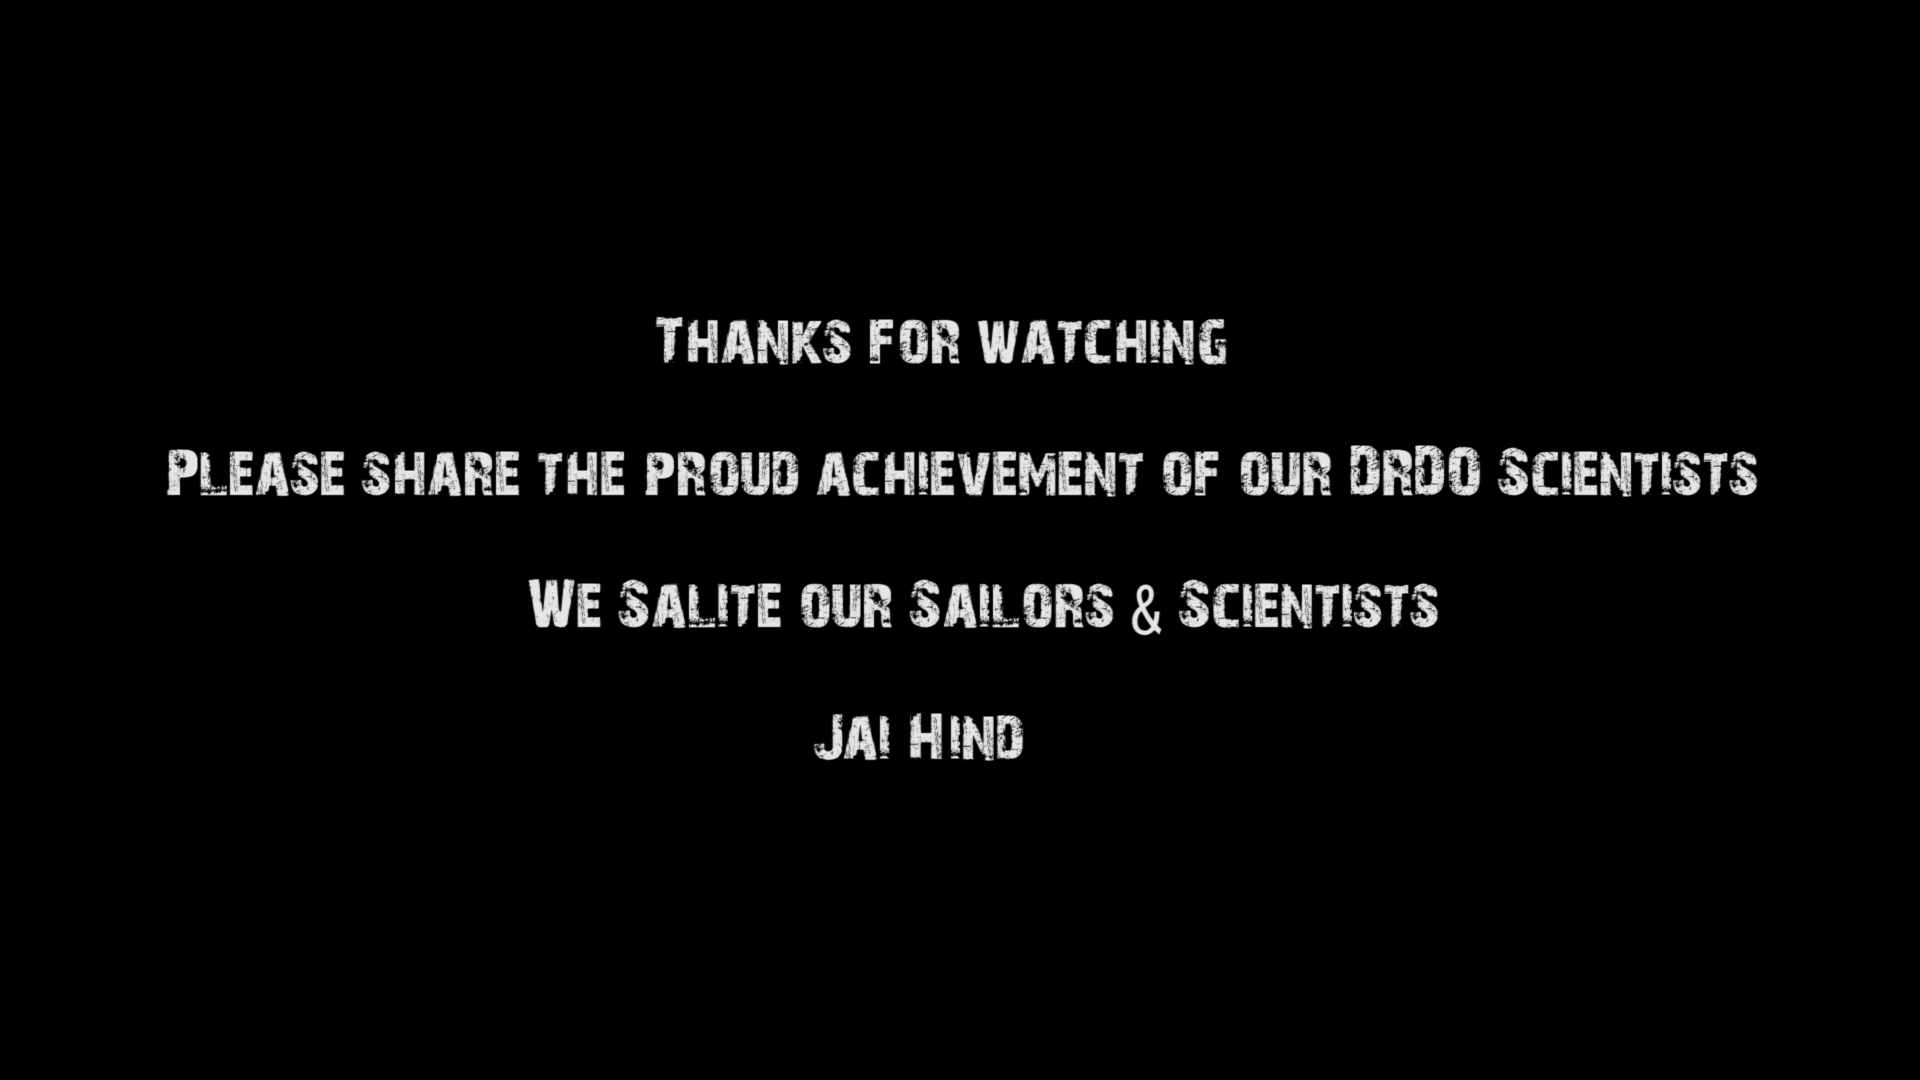 Thanks for watching
Please share the proud achievement of our DRDO Scientists
We Salite our Sailors & Scientists
Jai Hind